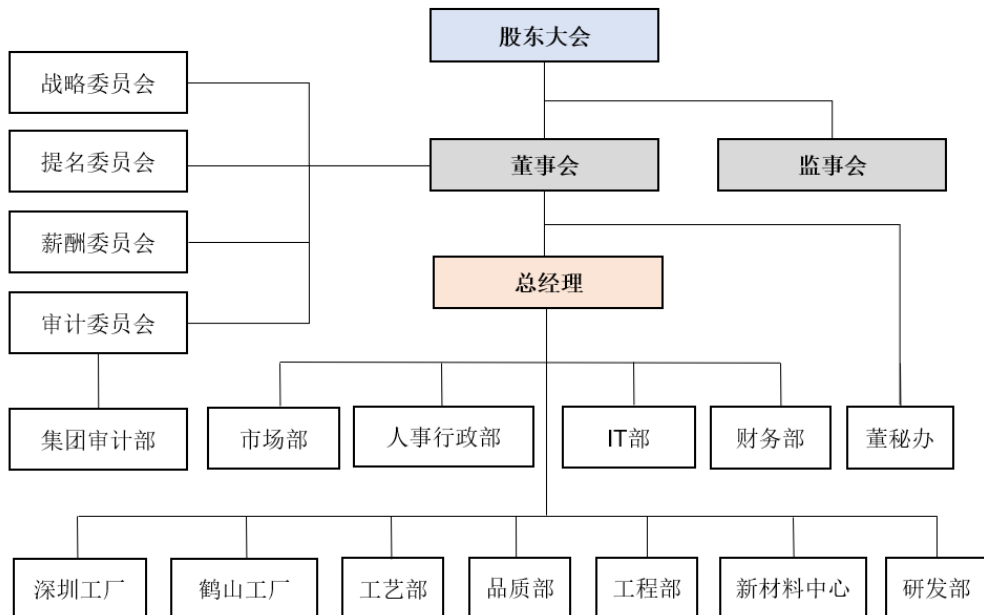 股东大会
战略委员会
提名委员会
董事会
监事会
薪酬委员会
总经理
审计委员会
集团审计部
市场部
人事行政部
IT部
财务部
董秘办
深圳工厂
鹤山工厂
工艺部
品质部
工程部
新材料中心
研发部